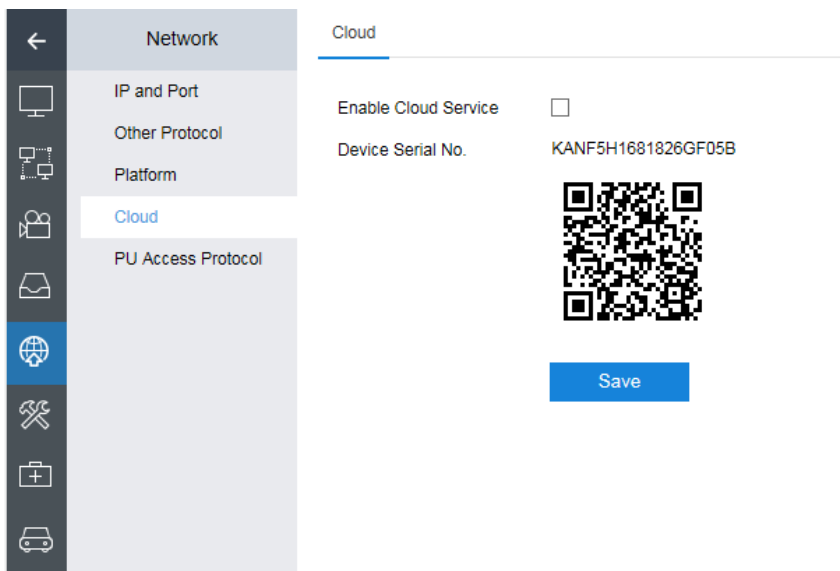 Network
IP and Port
Other Protocol
Platform
Cloud
PU Access Protocol
Cloud
Enable Cloud Service
Device Serial No. KANF5H1681826GF05B
Save